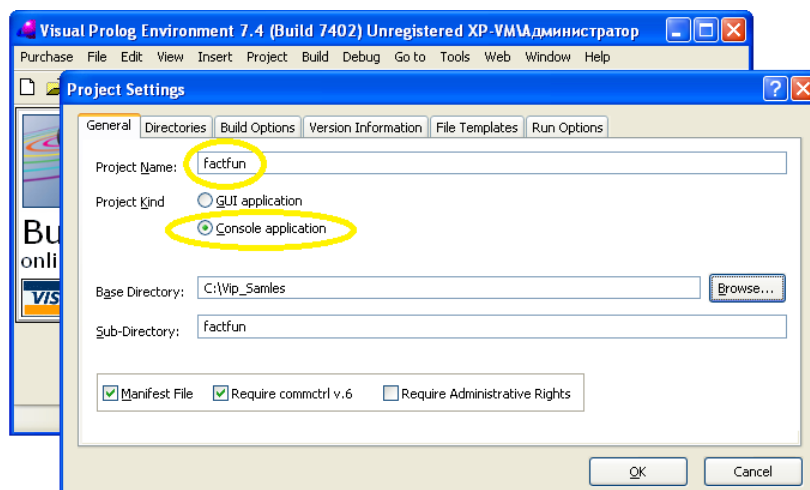 Visual Prolog Environment 7.4 (Build 7402) Unregistered XP-VM\Администратор
Purchase File Edit View Insert Project Build Debug Go to Tools Web Window Help
Project Settings
General Directories Build Options Version Information File Templates Run Options
Project Name: factfun
Project Kind GUI application
Console application
Bu
onli
VIS
Base Directory: C:\Vip_Samles Browse...
Sub-Directory: factfun
Manifest File Require commctrl v.6 Require Administrative Rights
OK Cancel